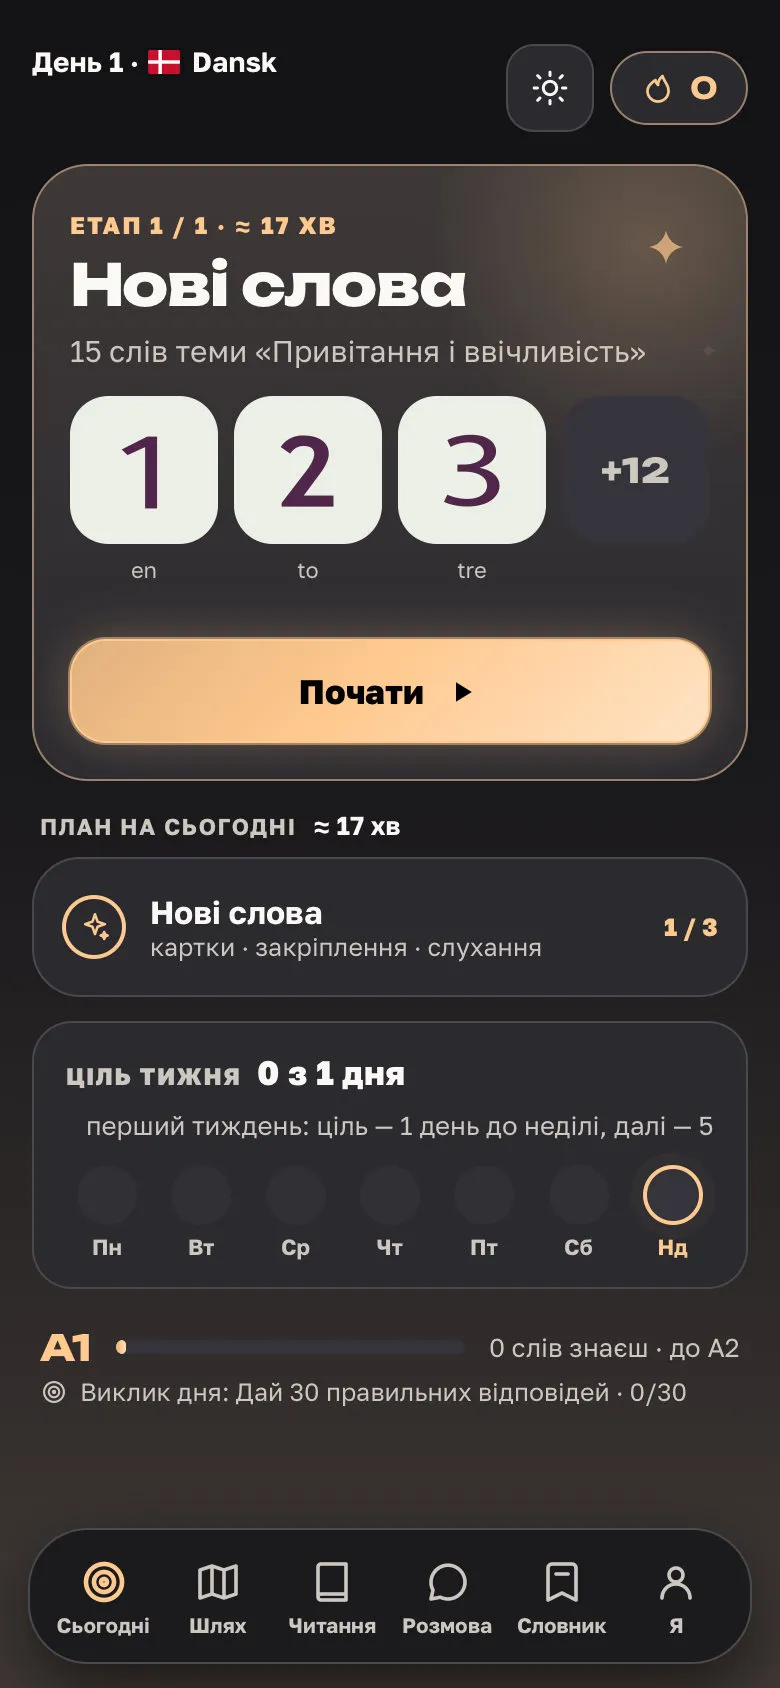 День 1 · Dansk
0
ЕТАП 1 / 1 · ≈ 17 ХВ
Нові слова
15 слів теми «Привітання і ввічливість»
1 2 3 +12
en to tre
Почати
ПЛАН НА СЬОГОДНІ ≈ 17 хв
Нові слова
картки · закріплення · слухання
1 / 3
ціль тижня 0 з 1 дня
перший тиждень: ціль — 1 день до неділі, далі — 5
Пн Вт Ср Чт Пт Сб Нд
A1 0 слів знаєш · до A2
Виклик дня: Дай 30 правильних відповідей · 0/30
Сьогодні Шлях Читання Розмова Словник Я